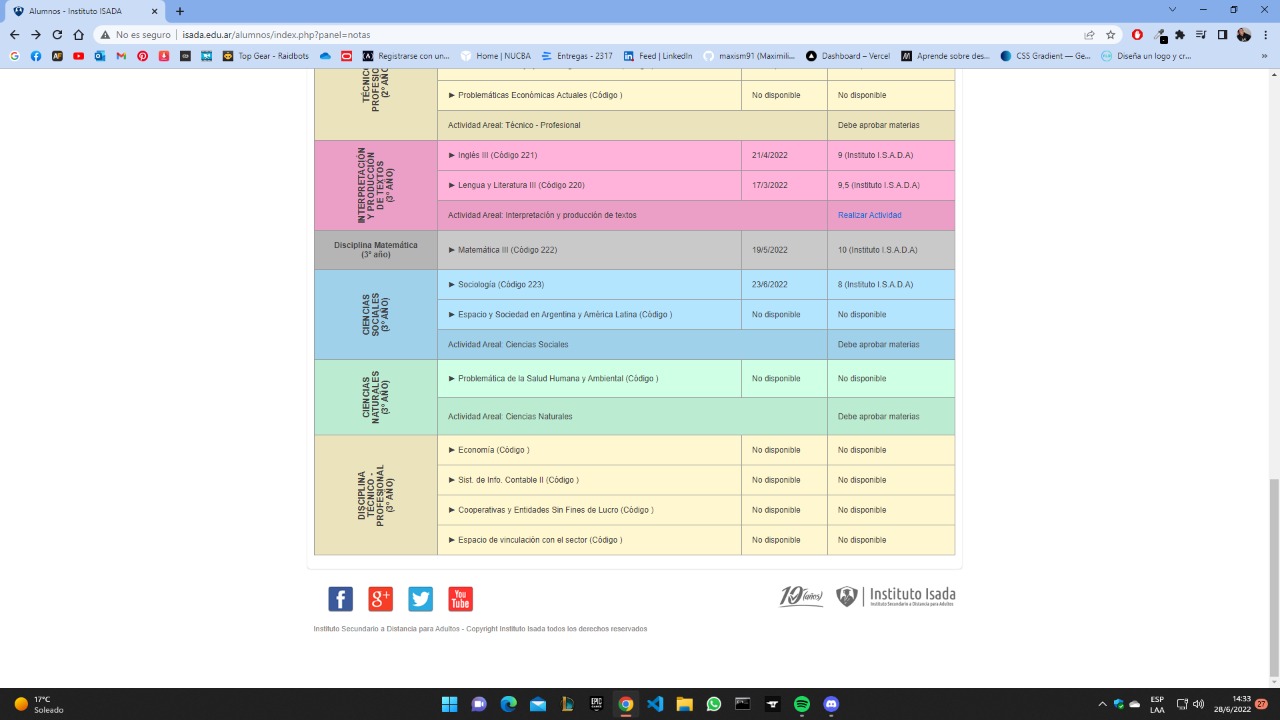 Alumnos - Instituto ISADA
No es seguro | isada.edu.ar/alumnos/index.php?panel=notas
Registrarse con un...
Home | NUCBA
Entregas - 2317
Feed | LinkedIn
maxism91 (Maximili...
Dashboard – Vercel
Aprende sobre des...
CSS Gradient — Ge...
Diseña un logo y cr...
Top Gear - Raidbots
TÉCNICO
PROFESIO
(2º AÑO
► Problemáticas Económicas Actuales (Código )
No disponible
No disponible
Actividad Areal: Técnico - Profesional
Debe aprobar materias
INTERPRETACIÓN
Y PRODUCCIÓN
DE TEXTOS
(3º AÑO)
► Inglés III (Código 221)
21/4/2022
9 (Instituto I.S.A.D.A)
► Lengua y Literatura III (Código 220)
17/3/2022
9,5 (Instituto I.S.A.D.A)
Actividad Areal: Interpretación y producción de textos
Realizar Actividad
Disciplina Matemática
(3º año)
► Matemática III (Código 222)
19/5/2022
10 (Instituto I.S.A.D.A)
CIENCIAS
SOCIALES
(3º AÑO)
► Sociología (Código 223)
23/6/2022
8 (Instituto I.S.A.D.A)
► Espacio y Sociedad en Argentina y América Latina (Código )
No disponible
No disponible
Actividad Areal: Ciencias Sociales
Debe aprobar materias
CIENCIAS
NATURALES
(3º AÑO)
► Problemática de la Salud Humana y Ambiental (Código )
No disponible
No disponible
Actividad Areal: Ciencias Naturales
Debe aprobar materias
DISCIPLINA
TÉCNICO -
PROFESIONAL
(3º AÑO)
► Economía (Código )
No disponible
No disponible
► Sist. de Info. Contable II (Código )
No disponible
No disponible
► Cooperativas y Entidades Sin Fines de Lucro (Código )
No disponible
No disponible
► Espacio de vinculación con el sector (Código )
No disponible
No disponible
You
Tube
10 (años)
Instituto Isada
Instituto Secundario a Distancia para Adultos
Instituto Secundario a Distancia para Adultos - Copyright Instituto Isada todos los derechos reservados
17°C
Soleado
ESP
LAA
14:33
28/6/2022
27